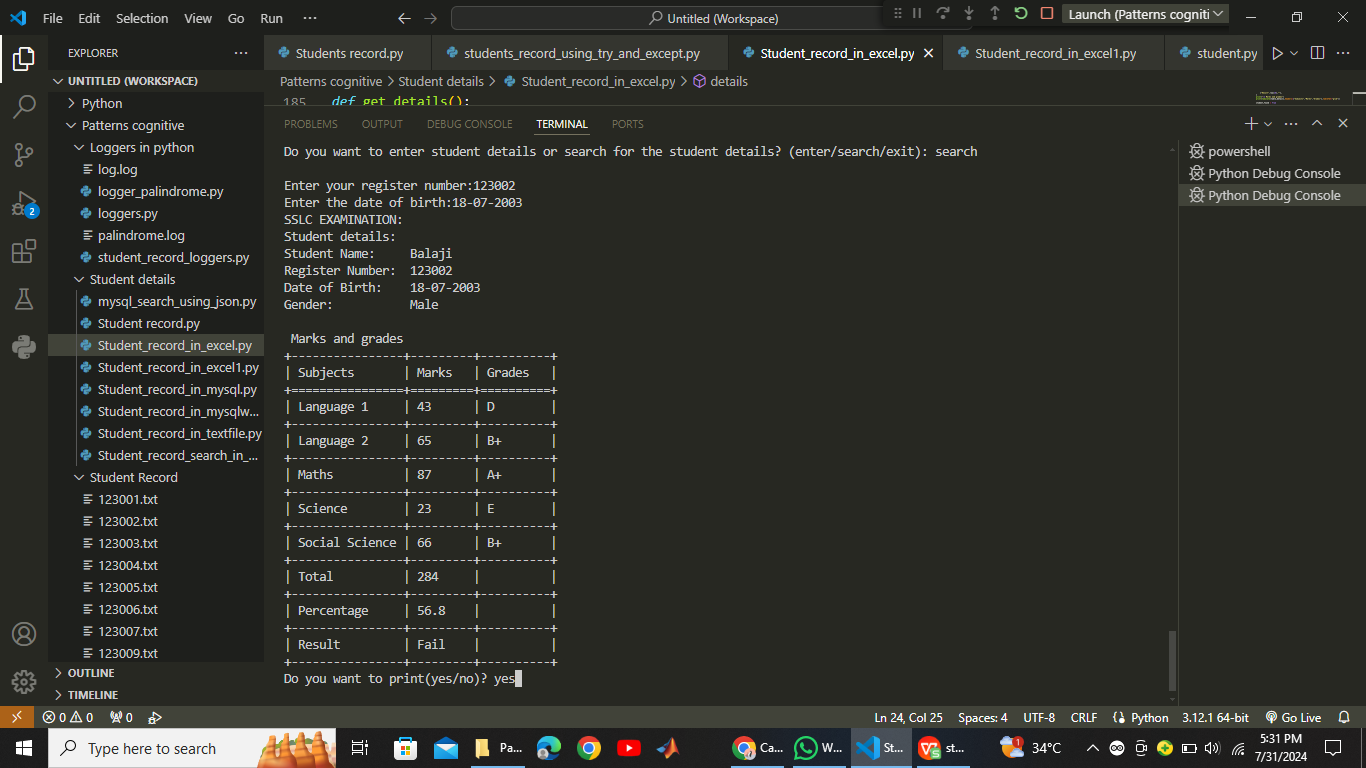 File Edit Selection View Go Run ··· Untitled (Workspace) Launch (Patterns cogniti
EXPLORER ···
Students record.py students_record_using_try_and_except.py Student_record_in_excel.py Student_record_in_excel1.py student.py
UNTITLED (WORKSPACE)
Patterns cognitive > Student details > Student_record_in_excel.py > details
185 def get_details():
Python
Patterns cognitive
Loggers in python
log.log
logger_palindrome.py
loggers.py
palindrome.log
student_record_loggers.py
Student details
mysql_search_using_json.py
Student record.py
Student_record_in_excel.py
Student_record_in_excel1.py
Student_record_in_mysql.py
Student_record_in_mysqlw...
Student_record_in_textfile.py
Student_record_search_in_...
Student Record
123001.txt
123002.txt
123003.txt
123004.txt
123005.txt
123006.txt
123007.txt
123009.txt
OUTLINE
TIMELINE
PROBLEMS OUTPUT DEBUG CONSOLE TERMINAL PORTS
Do you want to enter student details or search for the student details? (enter/search/exit): search
Enter your register number:123002
Enter the date of birth:18-07-2003
SSLC EXAMINATION:
Student details:
Student Name: Balaji
Register Number: 123002
Date of Birth: 18-07-2003
Gender: Male
Marks and grades
+----------------+---------+----------+
| Subjects | Marks | Grades |
+================+=========+==========+
| Language 1 | 43 | D |
+----------------+---------+----------+
| Language 2 | 65 | B+ |
+----------------+---------+----------+
| Maths | 87 | A+ |
+----------------+---------+----------+
| Science | 23 | E |
+----------------+---------+----------+
| Social Science | 66 | B+ |
+----------------+---------+----------+
| Total | 284 | |
+----------------+---------+----------+
| Percentage | 56.8 | |
+----------------+---------+----------+
| Result | Fail | |
+----------------+---------+----------+
Do you want to print(yes/no)? yes
powershell
Python Debug Console
Python Debug Console
2
0 0 0 Ln 24, Col 25 Spaces: 4 UTF-8 CRLF Python 3.12.1 64-bit Go Live
Type here to search Pa... Ca... W... St... st... 1 34°C 5:31 PM
7/31/2024